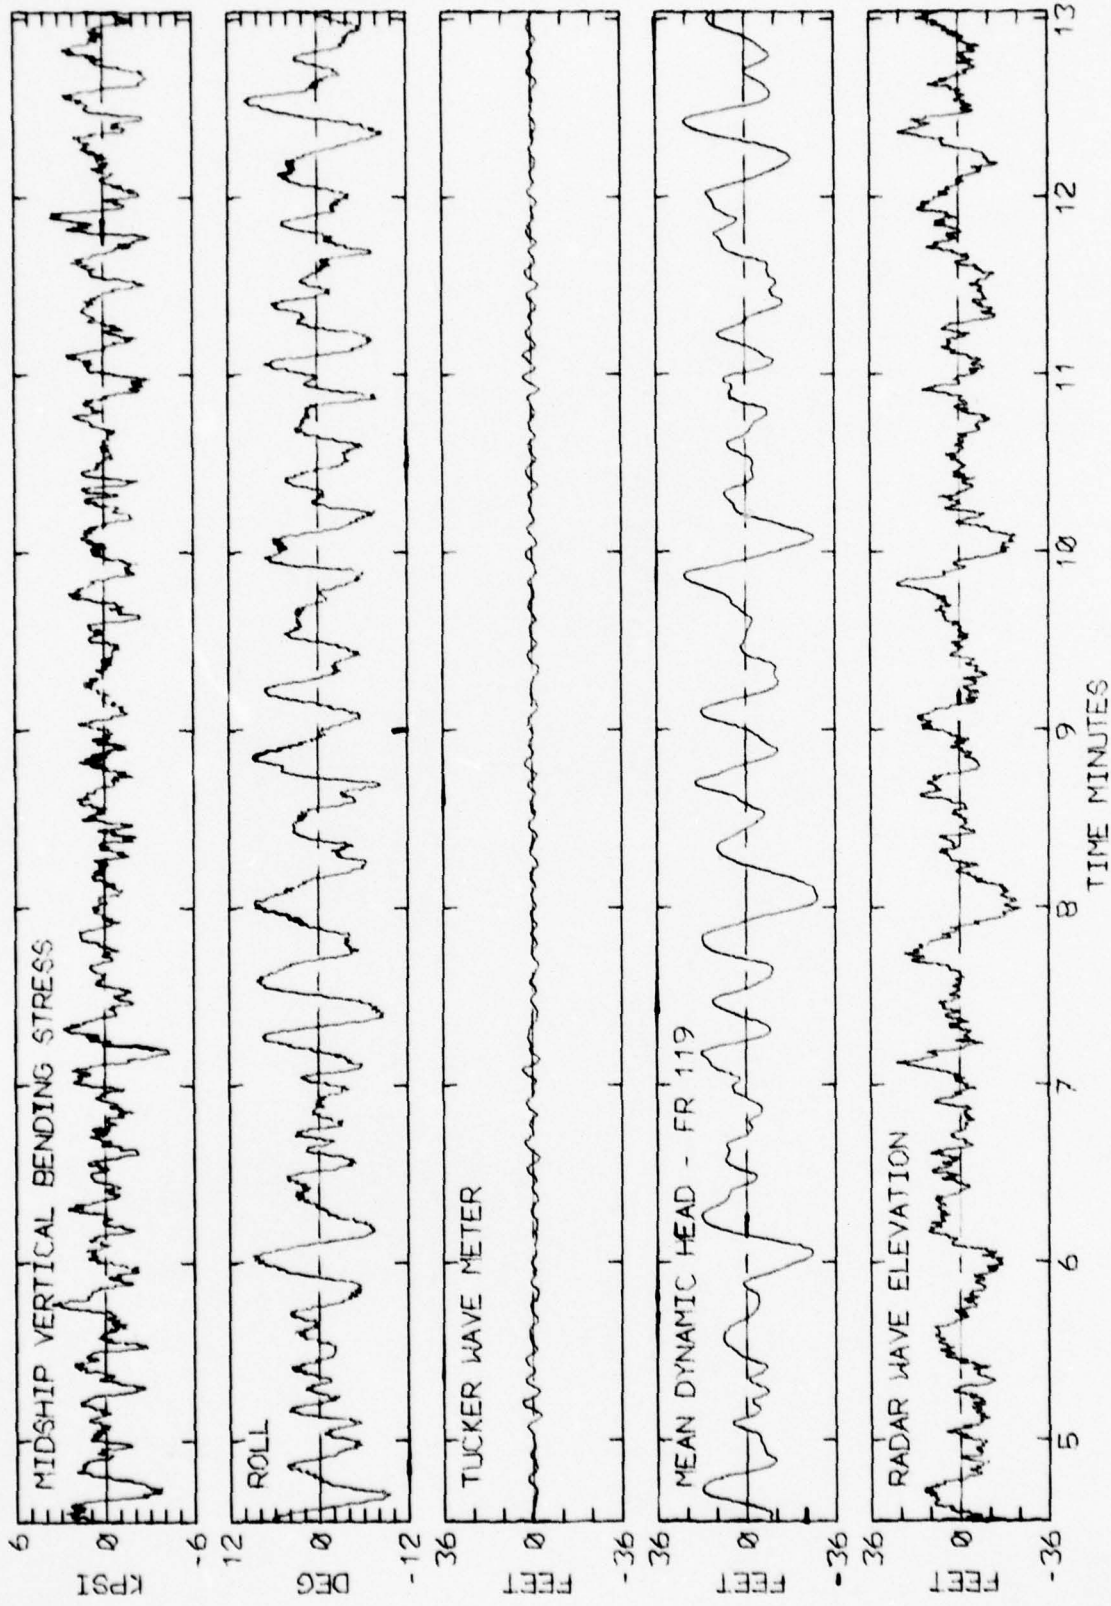 6
MIDSHIP VERTICAL BENDING STRESS
0
KPSI
-6
12
ROLL
0
DEG
-12
36
TUCKER WAVE METER
0
FEET
-36
36
MEAN DYNAMIC HEAD - FR 119
0
FEET
-36
36
RADAR WAVE ELEVATION
0
FEET
-36
5 6 7 8 9 10 11 12 13
TIME MINUTES